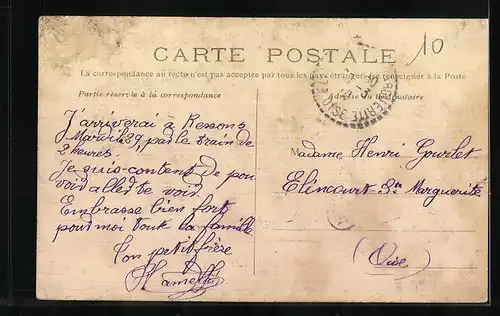 CARTE POSTALE
10
La correspondance au recto n'est pas acceptée par tous les pays étrangers (se renseigner à la Poste
Partie réservée à la correspondance
Adresse du destinataire
J'arriverai à Ressons
Mardi 29, par le train de
2 heures.
Je suis content de pou
voir aller te voir
Embrasse bien fort
pour moi toute la famille
Ton petit frère
Madame Henri Gourlet
Elincourt Ste Marguerite
(Oise)